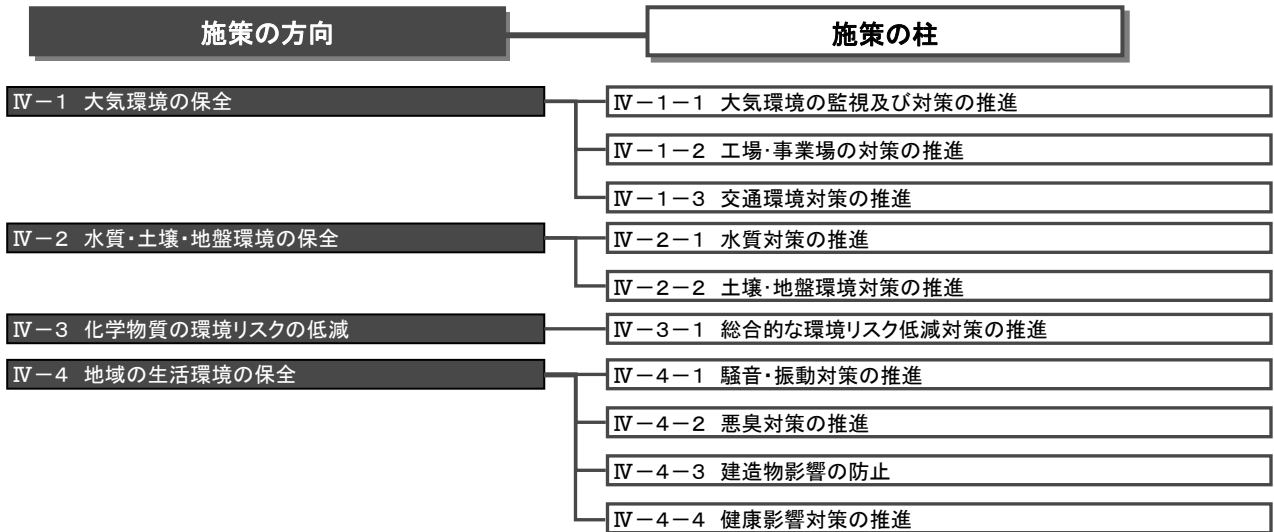 施策の方向
施策の柱
Ⅳ－1 大気環境の保全
Ⅳ－1－1 大気環境の監視及び対策の推進
Ⅳ－1－2 工場・事業場の対策の推進
Ⅳ－1－3 交通環境対策の推進
Ⅳ－2 水質・土壌・地盤環境の保全
Ⅳ－2－1 水質対策の推進
Ⅳ－2－2 土壌・地盤環境対策の推進
Ⅳ－3 化学物質の環境リスクの低減
Ⅳ－3－1 総合的な環境リスク低減対策の推進
Ⅳ－4 地域の生活環境の保全
Ⅳ－4－1 騒音・振動対策の推進
Ⅳ－4－2 悪臭対策の推進
Ⅳ－4－3 建造物影響の防止
Ⅳ－4－4 健康影響対策の推進